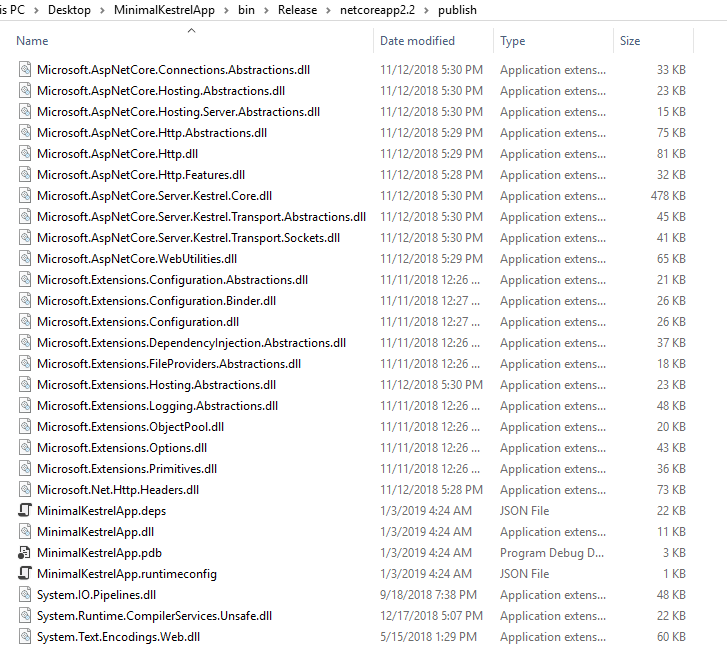 is PC > Desktop > MinimalKestrelApp > bin > Release > netcoreapp2.2 > publish
Name Date modified Type Size
Microsoft.AspNetCore.Connections.Abstractions.dll 11/12/2018 5:30 PM Application extens... 33 KB
Microsoft.AspNetCore.Hosting.Abstractions.dll 11/12/2018 5:30 PM Application extens... 23 KB
Microsoft.AspNetCore.Hosting.Server.Abstractions.dll 11/12/2018 5:30 PM Application extens... 15 KB
Microsoft.AspNetCore.Http.Abstractions.dll 11/12/2018 5:29 PM Application extens... 75 KB
Microsoft.AspNetCore.Http.dll 11/12/2018 5:29 PM Application extens... 81 KB
Microsoft.AspNetCore.Http.Features.dll 11/12/2018 5:28 PM Application extens... 32 KB
Microsoft.AspNetCore.Server.Kestrel.Core.dll 11/12/2018 5:30 PM Application extens... 478 KB
Microsoft.AspNetCore.Server.Kestrel.Transport.Abstractions.dll 11/12/2018 5:30 PM Application extens... 45 KB
Microsoft.AspNetCore.Server.Kestrel.Transport.Sockets.dll 11/12/2018 5:30 PM Application extens... 41 KB
Microsoft.AspNetCore.WebUtilities.dll 11/12/2018 5:29 PM Application extens... 65 KB
Microsoft.Extensions.Configuration.Abstractions.dll 11/11/2018 12:26 ... Application extens... 21 KB
Microsoft.Extensions.Configuration.Binder.dll 11/11/2018 12:27 ... Application extens... 26 KB
Microsoft.Extensions.Configuration.dll 11/11/2018 12:27 ... Application extens... 26 KB
Microsoft.Extensions.DependencyInjection.Abstractions.dll 11/11/2018 12:26 ... Application extens... 37 KB
Microsoft.Extensions.FileProviders.Abstractions.dll 11/11/2018 12:26 ... Application extens... 18 KB
Microsoft.Extensions.Hosting.Abstractions.dll 11/12/2018 5:30 PM Application extens... 23 KB
Microsoft.Extensions.Logging.Abstractions.dll 11/11/2018 12:26 ... Application extens... 48 KB
Microsoft.Extensions.ObjectPool.dll 11/11/2018 12:26 ... Application extens... 20 KB
Microsoft.Extensions.Options.dll 11/11/2018 12:26 ... Application extens... 43 KB
Microsoft.Extensions.Primitives.dll 11/11/2018 12:26 ... Application extens... 36 KB
Microsoft.Net.Http.Headers.dll 11/12/2018 5:28 PM Application extens... 73 KB
MinimalKestrelApp.deps 1/3/2019 4:24 AM JSON File 22 KB
MinimalKestrelApp.dll 1/3/2019 4:24 AM Application extens... 11 KB
MinimalKestrelApp.pdb 1/3/2019 4:24 AM Program Debug D... 3 KB
MinimalKestrelApp.runtimeconfig 1/3/2019 4:24 AM JSON File 1 KB
System.IO.Pipelines.dll 9/18/2018 7:38 PM Application extens... 48 KB
System.Runtime.CompilerServices.Unsafe.dll 12/17/2018 5:07 PM Application extens... 22 KB
System.Text.Encodings.Web.dll 5/15/2018 1:29 PM Application extens... 60 KB